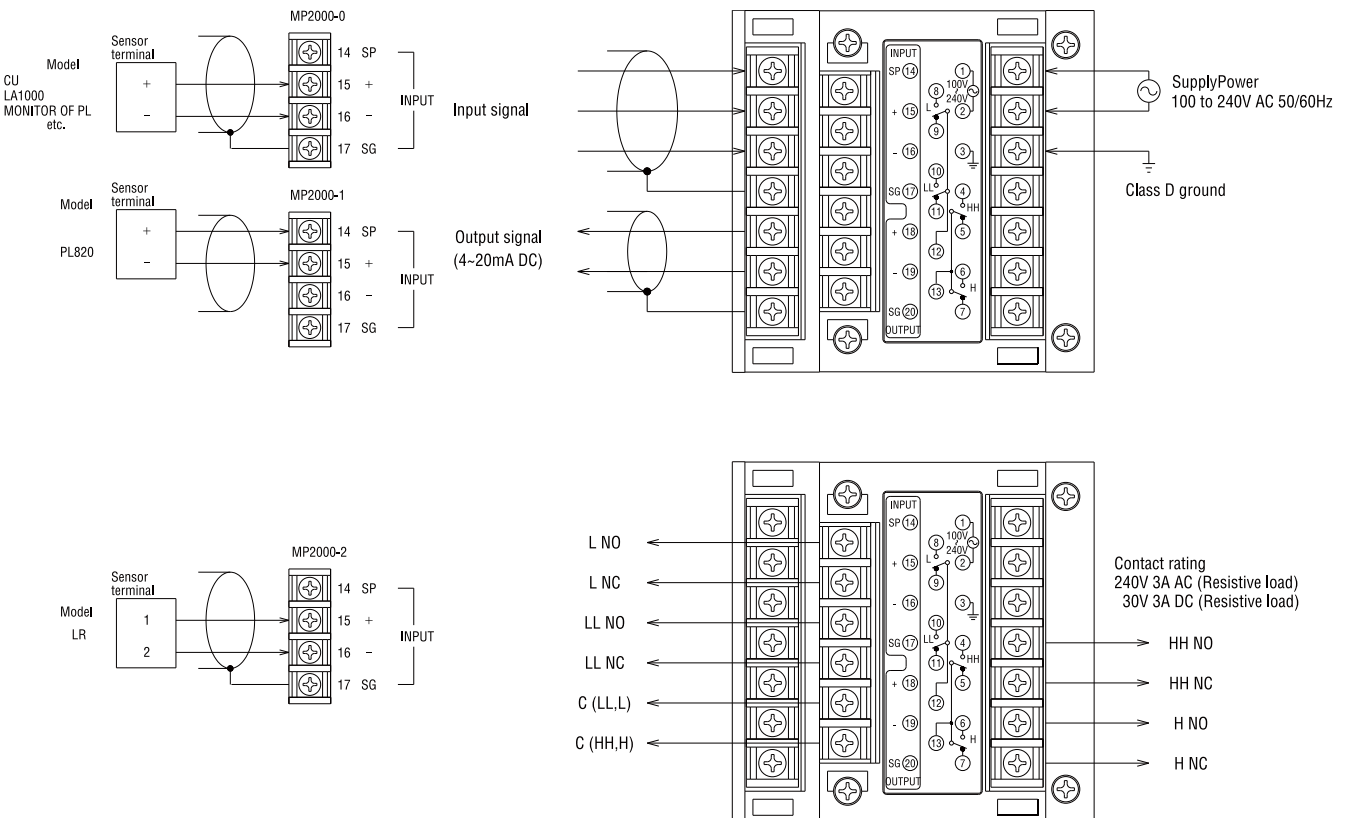 MP2000-0
Sensor
terminal
Model
CU
LA1000
MONITOR OF PL
etc.
+
−
14 SP
15 +
16 −
17 SG
INPUT
MP2000-1
Sensor
terminal
Model
PL820
+
−
14 SP
15 +
16 −
17 SG
INPUT
Input signal
Output signal
(4~20mA DC)
INPUT
SP 14
+ 15
- 16
SG 17
+ 18
- 19
SG 20
OUTPUT
1
100V
240V
8
2
L
9
3
10
LL
4
HH
11
5
12
6
H
13
7
SupplyPower
100 to 240V AC 50/60Hz
Class D ground
MP2000-2
Sensor
terminal
Model
LR
1
2
14 SP
15 +
16 −
17 SG
INPUT
L NO
L NC
LL NO
LL NC
C (LL,L)
C (HH,H)
INPUT
SP 14
+ 15
- 16
SG 17
+ 18
- 19
SG 20
OUTPUT
1
100V
240V
8
2
L
9
3
10
LL
4
HH
11
5
12
6
H
13
7
Contact rating
240V 3A AC (Resistive load)
30V 3A DC (Resistive load)
HH NO
HH NC
H NO
H NC